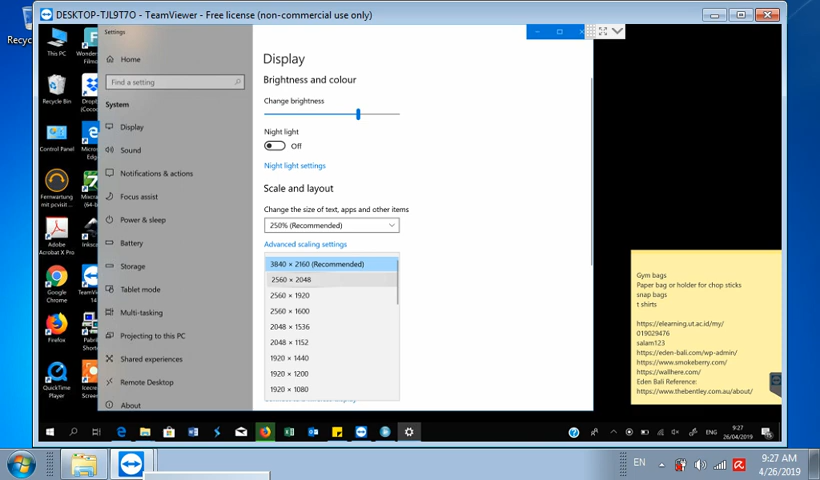 DESKTOP-TJL9T7O - TeamViewer - Free license (non-commercial use only)
Settings
This PC
Recycle Bin
Control Panel
Fernwartung
mit pcvisit
Adobe
Acrobat X Pro
Google
Chrome
Firefox
QuickTime
Player
Home
Find a setting
System
Display
Sound
Notifications & actions
Focus assist
Power & sleep
Battery
Storage
Tablet mode
Multi-tasking
Projecting to this PC
Shared experiences
Remote Desktop
About
Display
Brightness and colour
Change brightness
Night light
Off
Night light settings
Scale and layout
Change the size of text, apps and other items
250% (Recommended)
Advanced scaling settings
3840 × 2160 (Recommended)
2560 × 2048
2560 × 1920
2560 × 1600
2048 × 1536
2048 × 1152
1920 × 1440
1920 × 1200
1920 × 1080
Gym bags
Paper bag or holder for chop sticks
snap bags
t shirts
https://elearning.ut.ac.id/my/
019029476
salam123
https://eden-bali.com/wp-admin/
https://www.smokeberry.com/
https://wallhere.com/
Eden Bali Reference:
https://www.thebentley.com.au/about/
ENG
9:27
26/04/2019
EN
9:27 AM
4/26/2019